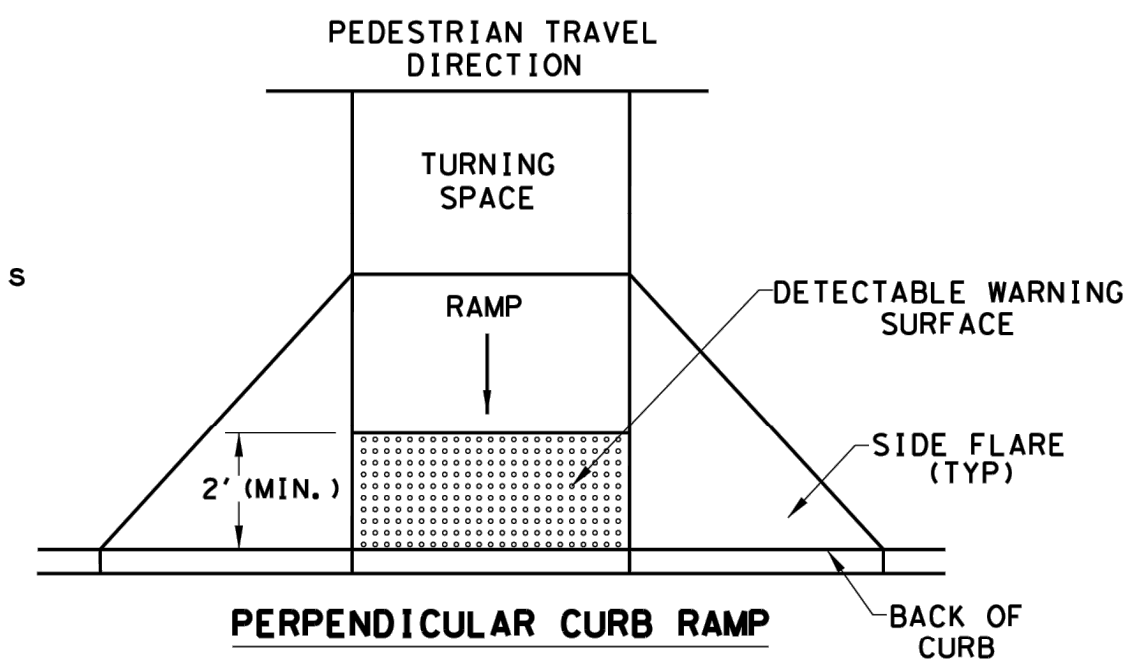 PEDESTRIAN TRAVEL
DIRECTION
TURNING
SPACE
S
RAMP
DETECTABLE WARNING
SURFACE
SIDE FLARE
(TYP)
2' (MIN.)
BACK OF
CURB
PERPENDICULAR CURB RAMP